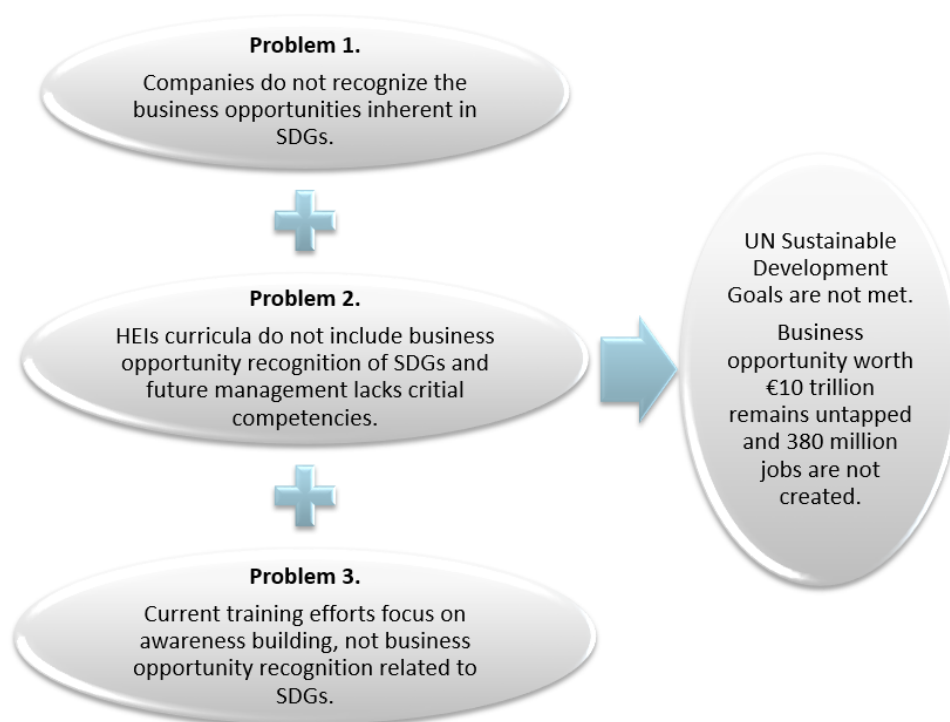 Problem 1.
Companies do not recognize the
business opportunities inherent in
SDGs.
Problem 2.
HEIs curricula do not include business
opportunity recognition of SDGs and
future management lacks critial
competencies.
Problem 3.
Current training efforts focus on
awareness building, not business
opportunity recognition related to
SDGs.
UN Sustainable
Development
Goals are not met.
Business
opportunity worth
€10 trillion
remains untapped
and 380 million
jobs are not
created.